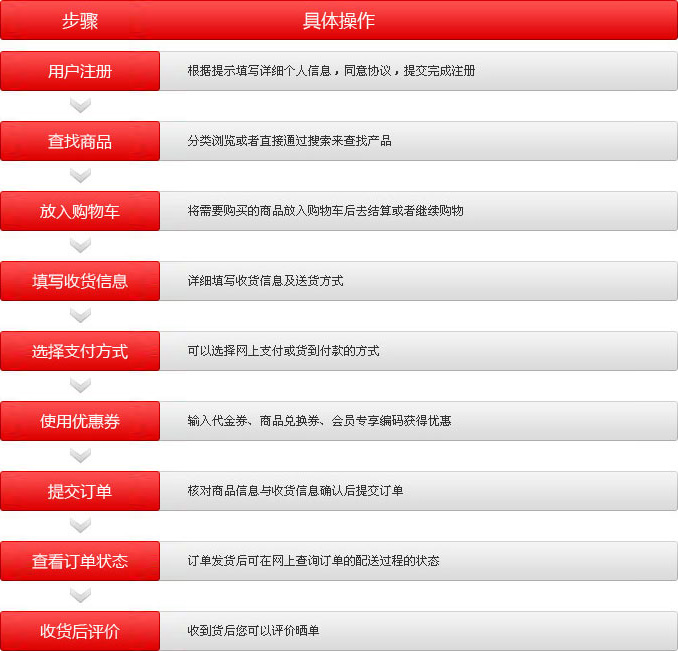 步骤 具体操作
用户注册 根据提示填写详细个人信息，同意协议，提交完成注册
查找商品 分类浏览或者直接通过搜索来查找产品
放入购物车 将需要购买的商品放入购物车后去结算或者继续购物
填写收货信息 详细填写收货信息及送货方式
选择支付方式 可以选择网上支付或货到付款的方式
使用优惠券 输入代金券、商品兑换券、会员专享编码获得优惠
提交订单 核对商品信息与收货信息确认后提交订单
查看订单状态 订单发货后可在网上查询订单的配送过程的状态
收货后评价 收到货后您可以评价晒单